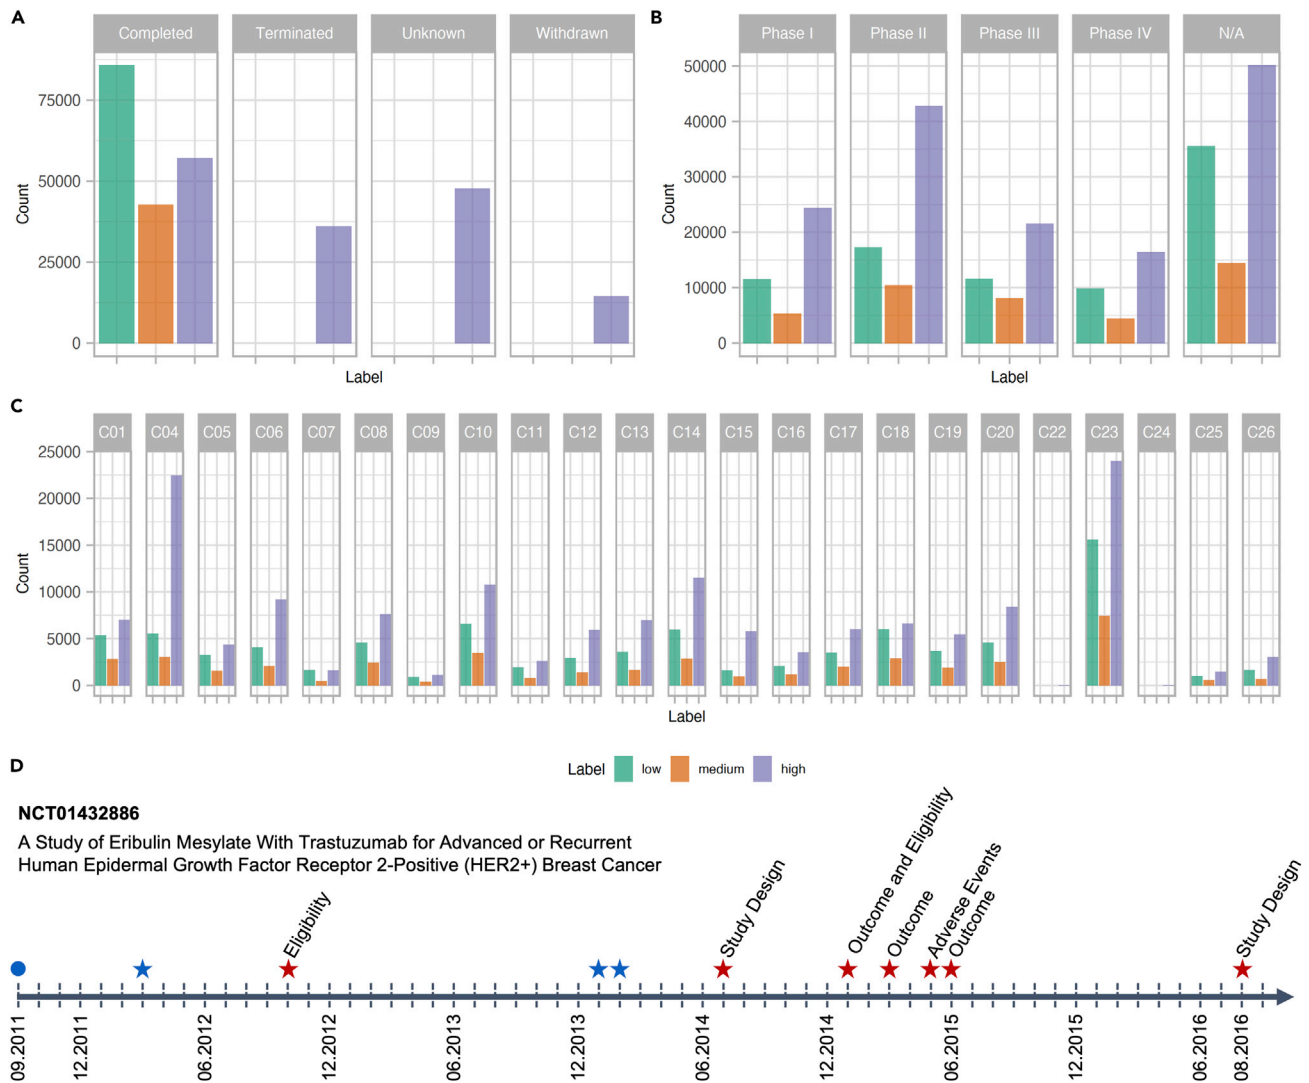 A
Completed
Terminated
Unknown
Withdrawn
75000
50000
25000
0
Count
Label
B
Phase I
Phase II
Phase III
Phase IV
N/A
50000
40000
30000
20000
10000
0
Count
Label
C
C01
C04
C05
C06
C07
C08
C09
C10
C11
C12
C13
C14
C15
C16
C17
C18
C19
C20
C22
C23
C24
C25
C26
25000
20000
15000
10000
5000
0
Count
Label
Label low medium high
D
NCT01432886
A Study of Eribulin Mesylate With Trastuzumab for Advanced or Recurrent
Human Epidermal Growth Factor Receptor 2-Positive (HER2+) Breast Cancer
Eligibility
Study Design
Outcome and Eligibility
Outcome
Adverse Events
Outcome
Study Design
09.2011
12.2011
06.2012
12.2012
06.2013
12.2013
06.2014
12.2014
06.2015
12.2015
06.2016
08.2016